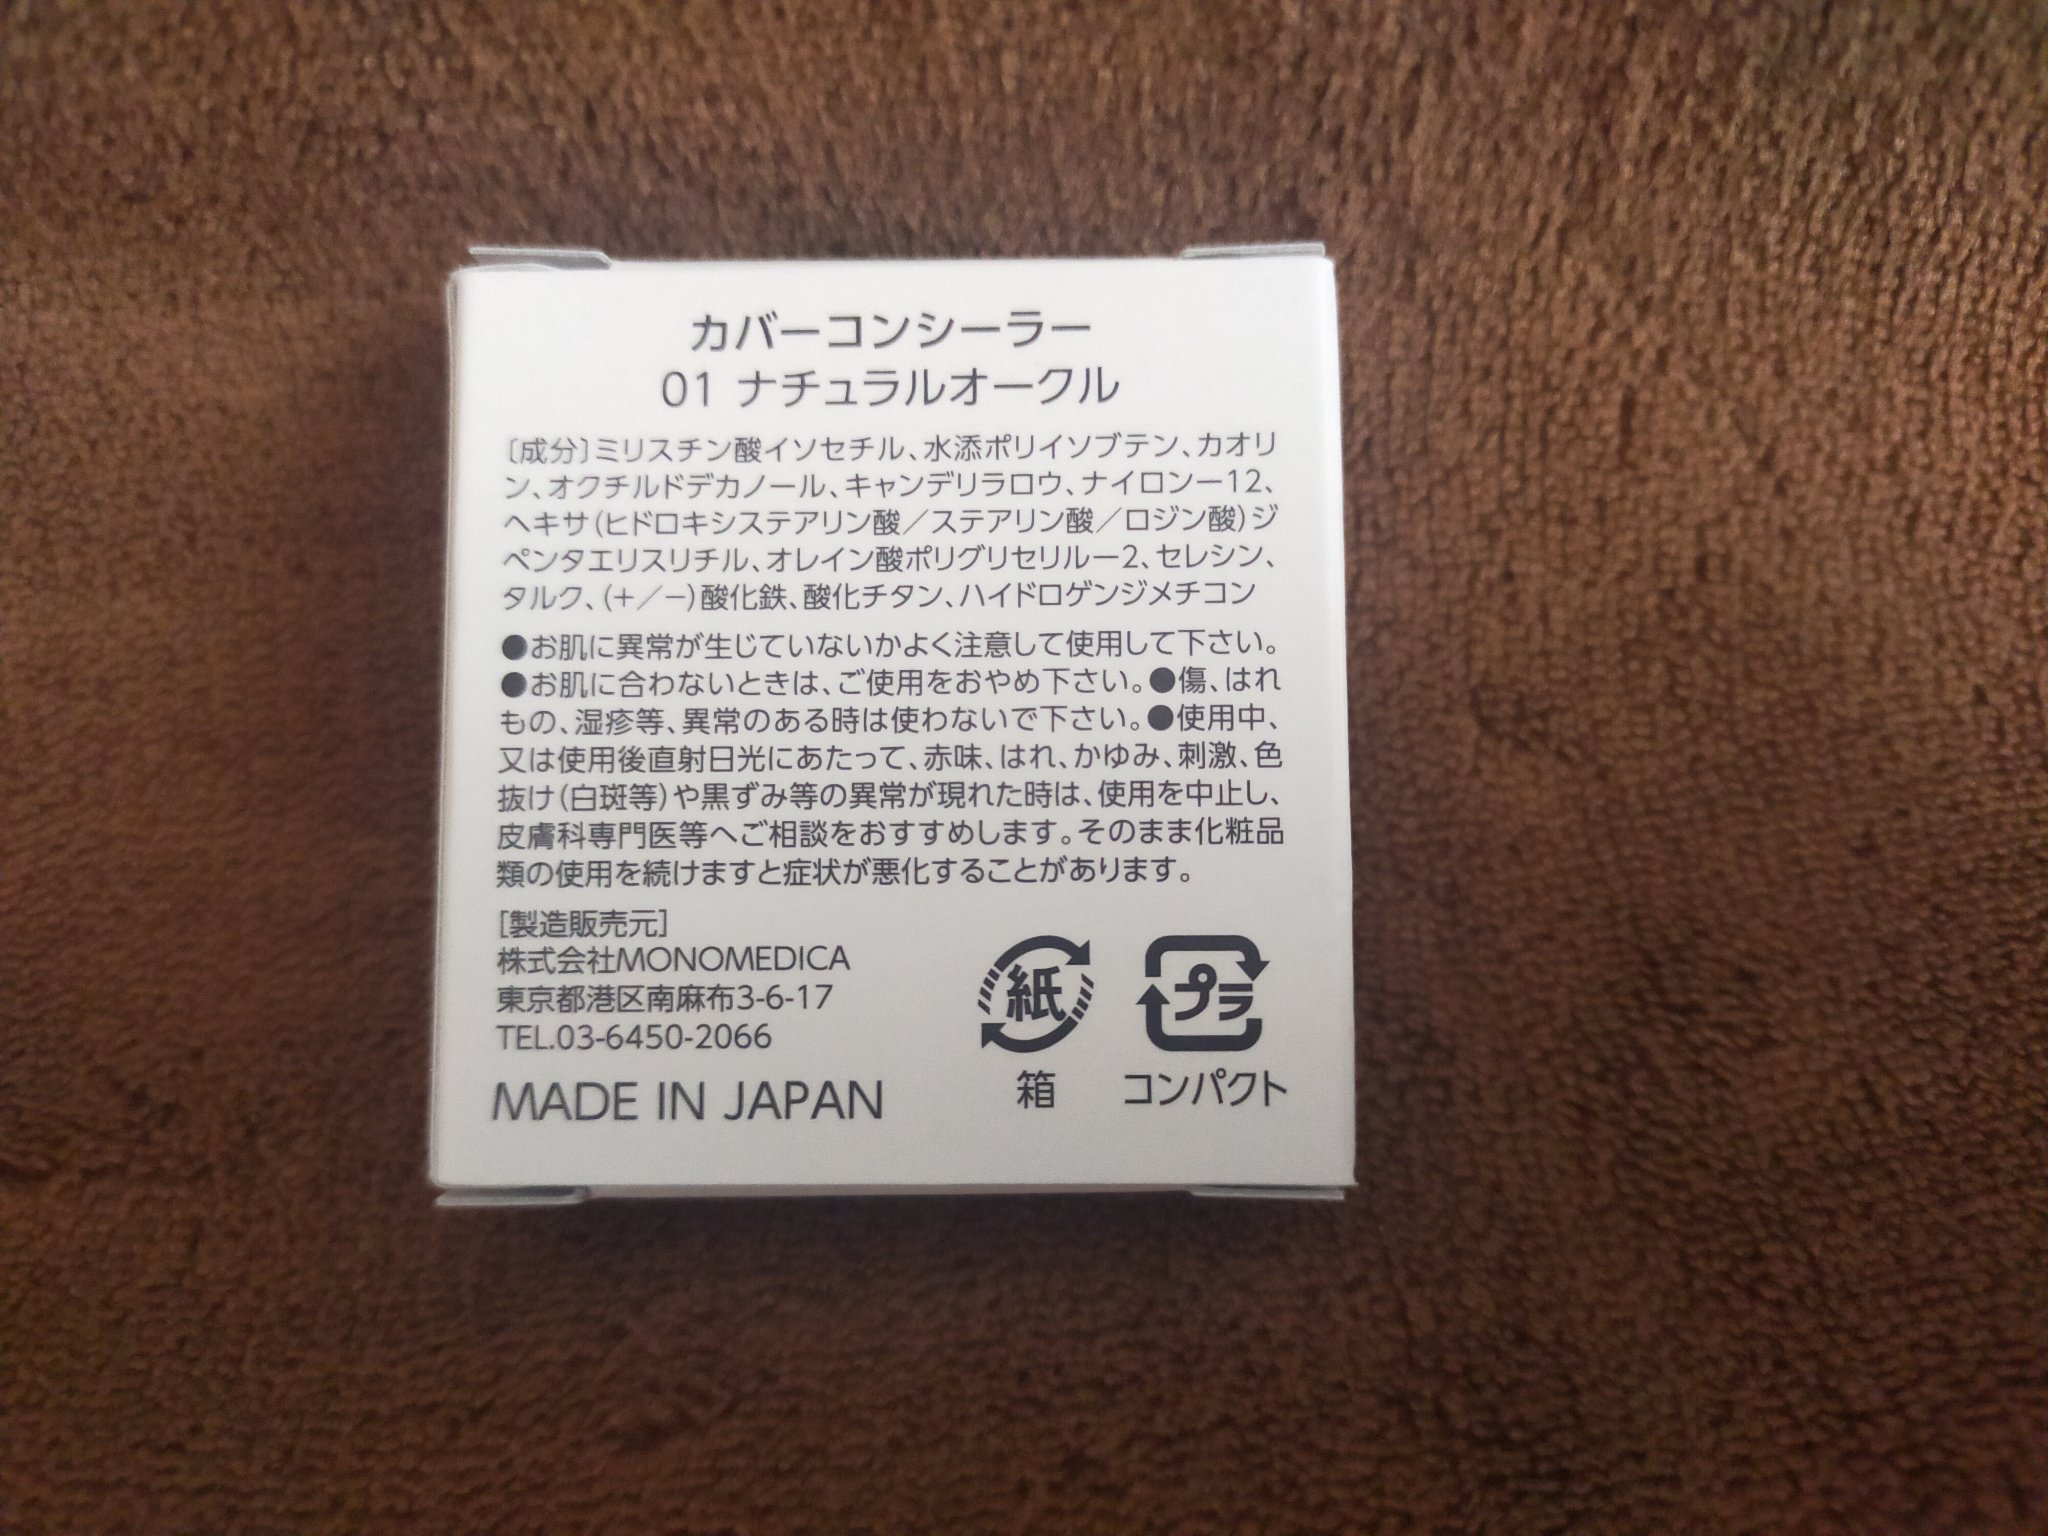 カバーコンシーラー
01 ナチュラルオークル
〔成分〕ミリスチン酸イソセチル、水添ポリイソブテン、カオリ
ン、オクチルドデカノール、キャンデリラロウ、ナイロン－12、
ヘキサ（ヒドロキシステアリン酸／ステアリン酸／ロジン酸）ジ
ペンタエリスリチル、オレイン酸ポリグリセリル－2、セレシン、
タルク、（＋／－）酸化鉄、酸化チタン、ハイドロゲンジメチコン
●お肌に異常が生じていないかよく注意して使用して下さい。
●お肌に合わないときは、ご使用をおやめ下さい。●傷、はれ
もの、湿疹等、異常のある時は使わないで下さい。●使用中、
又は使用後直射日光にあたって、赤味、はれ、かゆみ、刺激、色
抜け（白斑等）や黒ずみ等の異常が現れた時は、使用を中止し、
皮膚科専門医等へご相談をおすすめします。そのまま化粧品
類の使用を続けますと症状が悪化することがあります。
［製造販売元］
株式会社MONOMEDICA
東京都港区南麻布3-6-17
TEL.03-6450-2066
MADE IN JAPAN
紙
箱
プラ
コンパクト